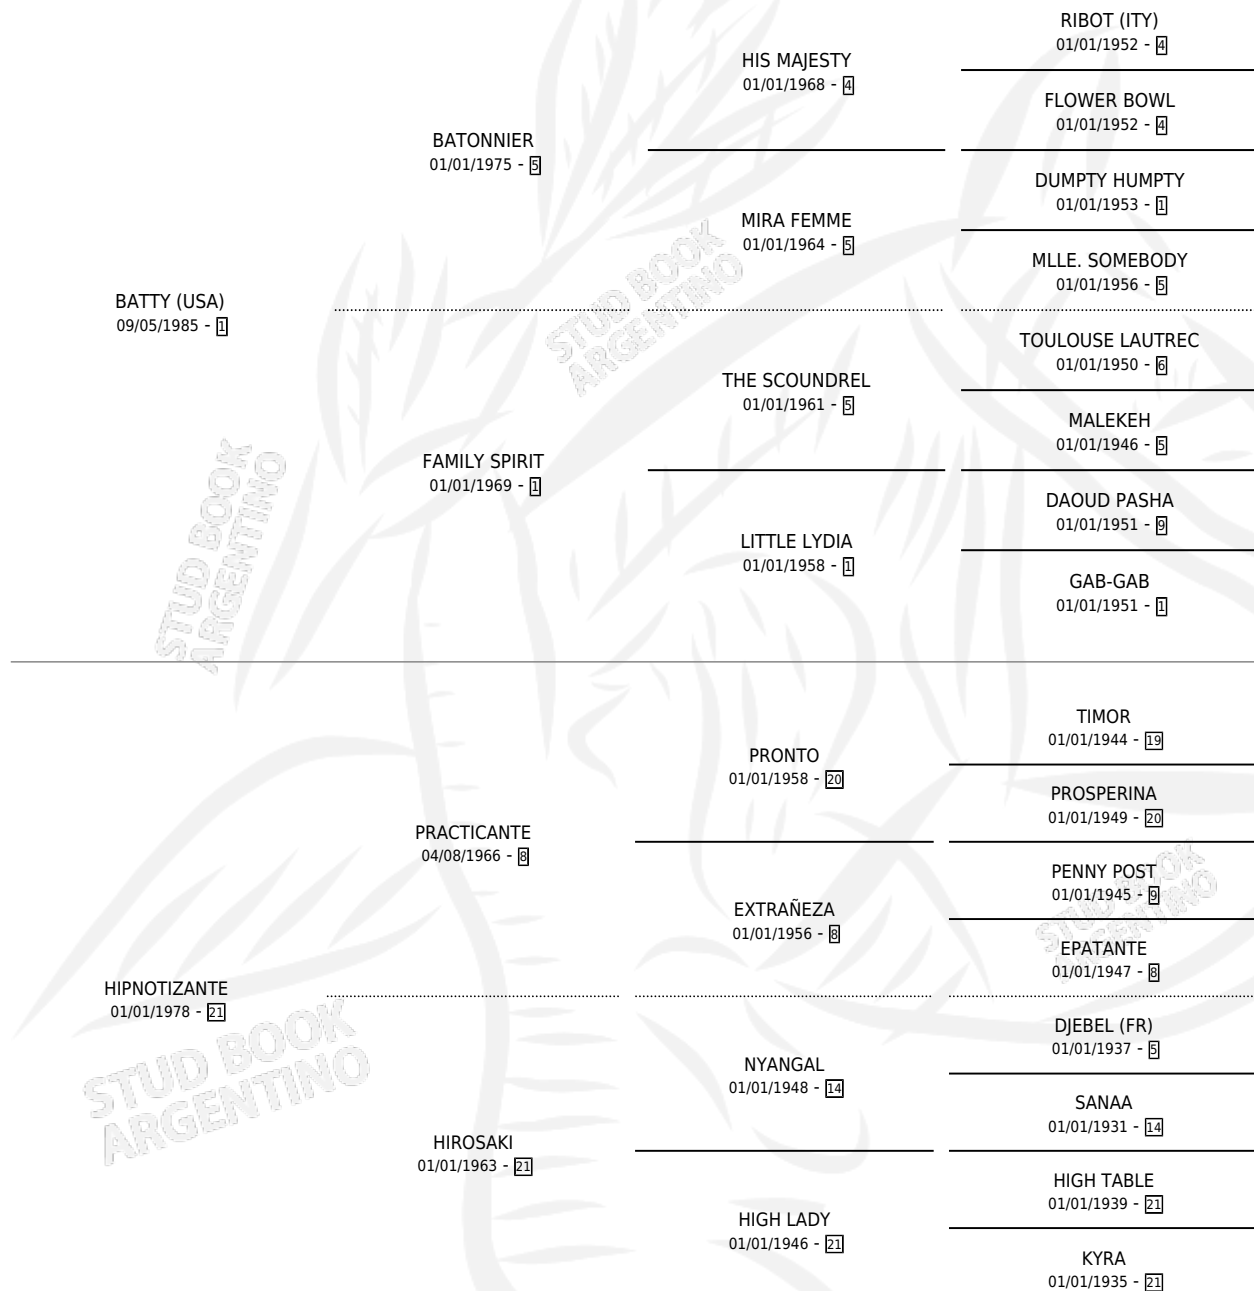 BATTY (USA)
09/05/1985 - 1
BATONNIER
01/01/1975 - 5
FAMILY SPIRIT
01/01/1969 - 1
HIS MAJESTY
01/01/1968 - 4
MIRA FEMME
01/01/1964 - 5
THE SCOUNDREL
01/01/1961 - 5
LITTLE LYDIA
01/01/1958 - 1
RIBOT (ITY)
01/01/1952 - 4
FLOWER BOWL
01/01/1952 - 4
DUMPTY HUMPTY
01/01/1953 - 1
MLLE. SOMEBODY
01/01/1956 - 5
TOULOUSE LAUTREC
01/01/1950 - 6
MALEKEH
01/01/1946 - 5
DAOUD PASHA
01/01/1951 - 9
GAB-GAB
01/01/1951 - 1
HIPNOTIZANTE
01/01/1978 - 21
PRACTICANTE
04/08/1966 - 8
HIROSAKI
01/01/1963 - 21
PRONTO
01/01/1958 - 20
EXTRAÑEZA
01/01/1956 - 8
NYANGAL
01/01/1948 - 14
HIGH LADY
01/01/1946 - 21
TIMOR
01/01/1944 - 19
PROSPERINA
01/01/1949 - 20
PENNY POST
01/01/1945 - 9
EPATANTE
01/01/1947 - 8
DJEBEL (FR)
01/01/1937 - 5
SANAA
01/01/1931 - 14
HIGH TABLE
01/01/1939 - 21
KYRA
01/01/1935 - 21
STUD BOOK
ARGENTINO
STUD BOOK
ARGENTINO
STUD BOOK
ARGENTINO
STUD BOOK
ARGENTINO